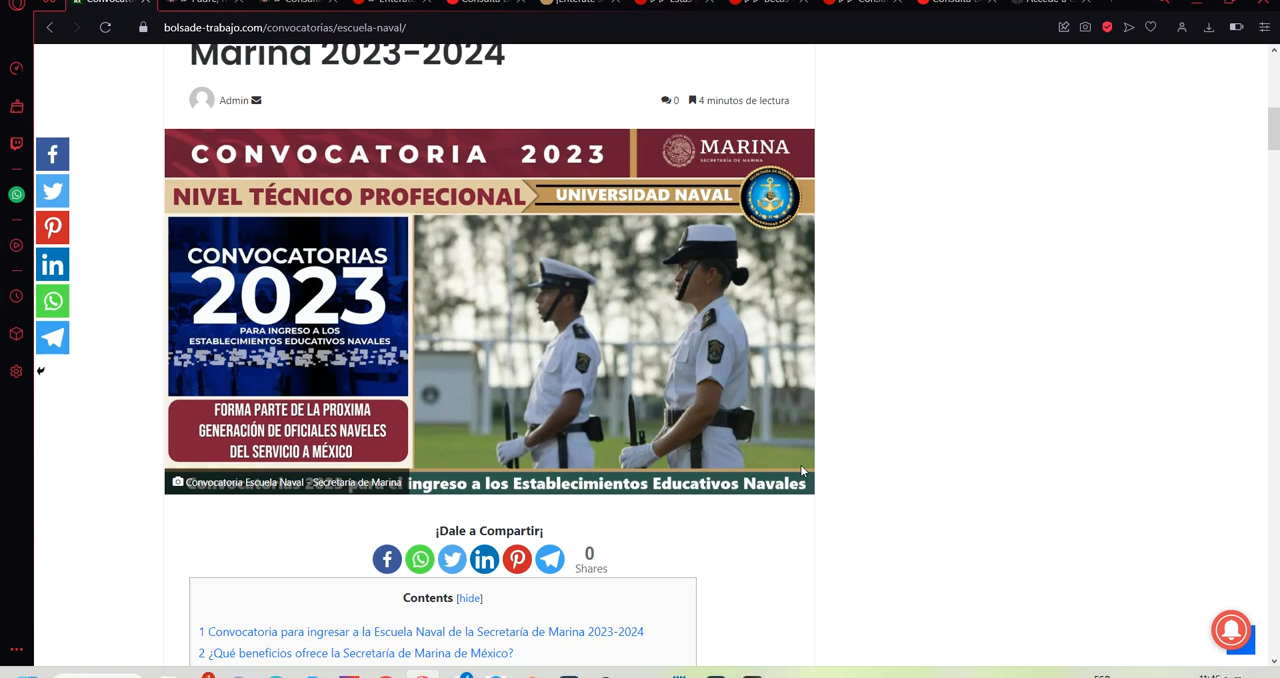 bolsade-trabajo.com/convocatorias/escuela-naval/
Marina 2023-2024
Admin
0
4 minutos de lectura
CONVOCATORIA 2023
MARINA
SECRETARÍA DE MARINA
NIVEL TÉCNICO PROFECIONAL
UNIVERSIDAD NAVAL
CONVOCATORIAS
2023
PARA INGRESO A LOS
ESTABLECIMIENTOS EDUCATIVOS NAVALES
FORMA PARTE DE LA PROXIMA
GENERACIÓN DE OFICIALES NAVELES
DEL SERVICIO A MÉXICO
Convocatoria Escuela Naval - Secretaría de Marina
ingreso a los Establecimientos Educativos Navales
¡Dale a Compartir¡
0
Shares
Contents [hide]
1 Convocatoria para ingresar a la Escuela Naval de la Secretaría de Marina 2023-2024
2 ¿Qué beneficios ofrece la Secretaría de Marina de México?